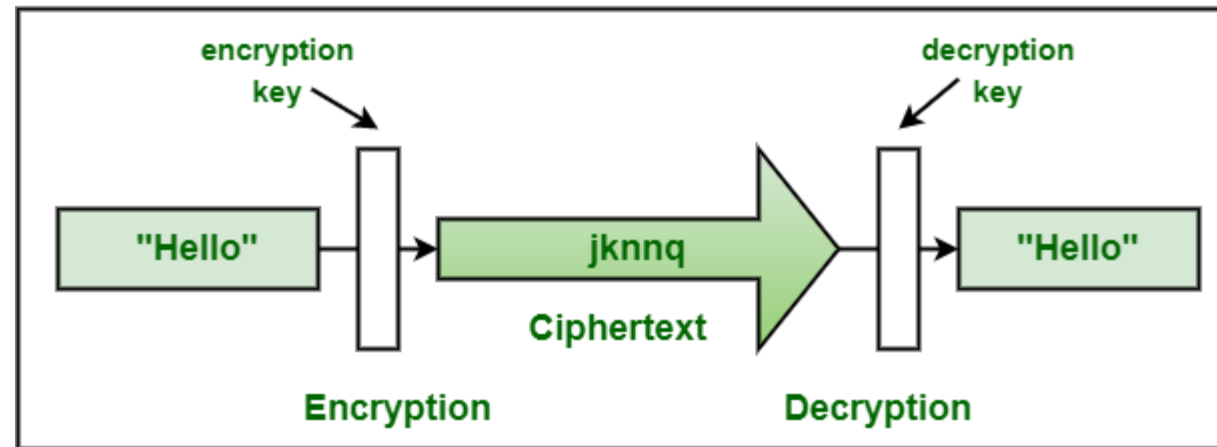 encryption
key
decryption
key
"Hello"
jknnq
"Hello"
Ciphertext
Encryption
Decryption